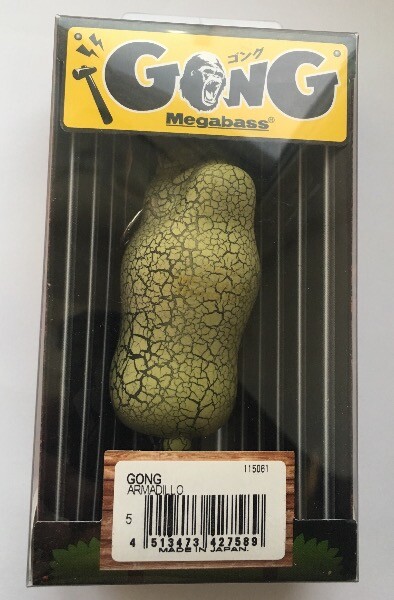 GONG
ゴング
Megabass®
115061
GONG
ARMADILLO
5
4 513473 427589
MADE IN JAPAN.